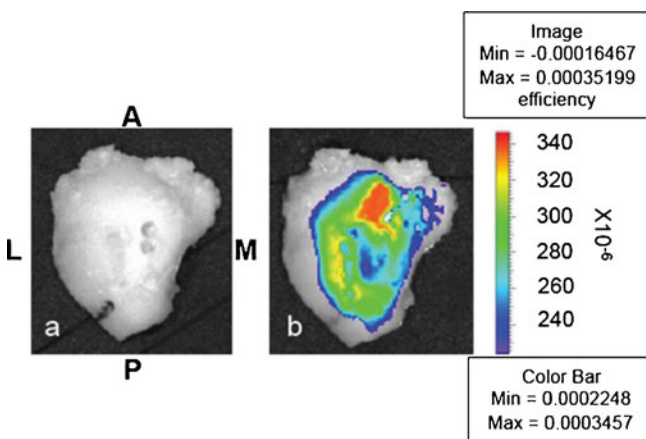 Image
Min = -0.00016467
Max = 0.00035199
efficiency
A
L
M
P
a
b
340
320
300
280
260
240
X10-6
Color Bar
Min = 0.0002248
Max = 0.0003457